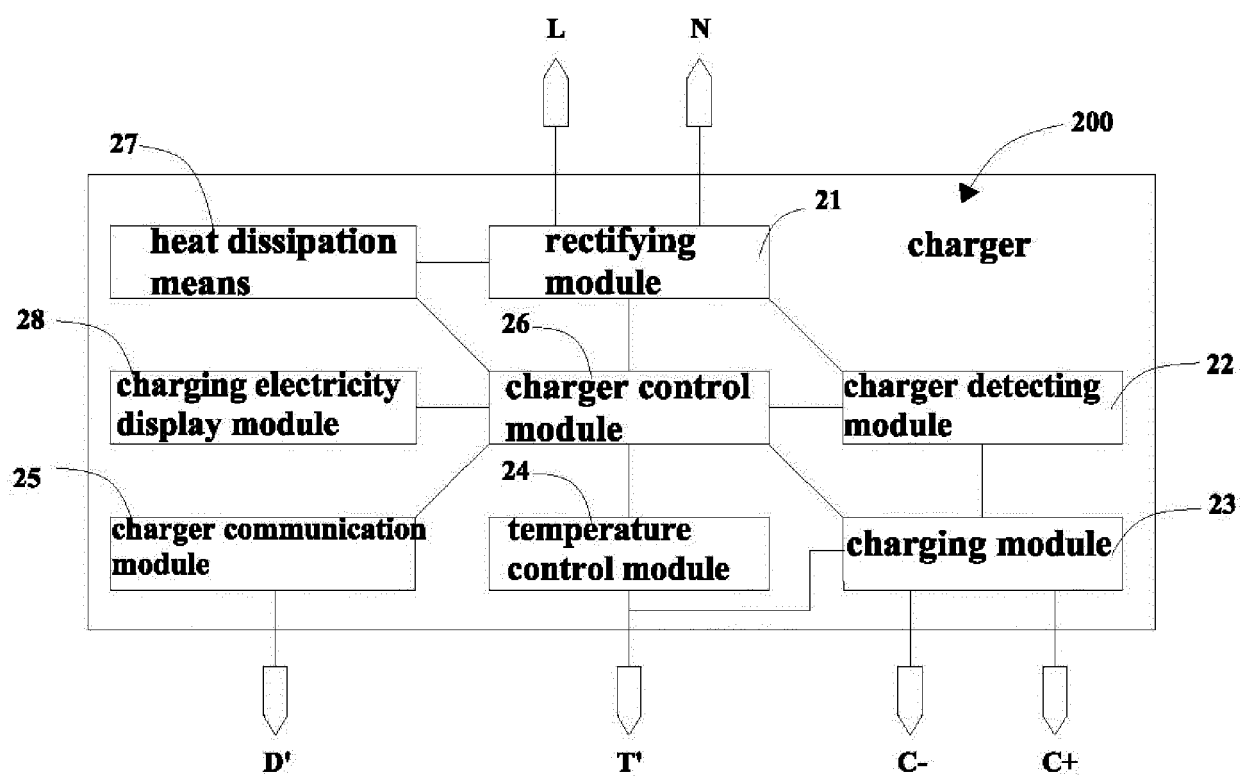 L
N
27
200
21
heat dissipation
means
rectifying
module
charger
28
26
22
charging electricity
display module
charger control
module
charger detecting
module
25
24
23
charger communication
module
temperature
control module
charging module
D'
T'
C-
C+